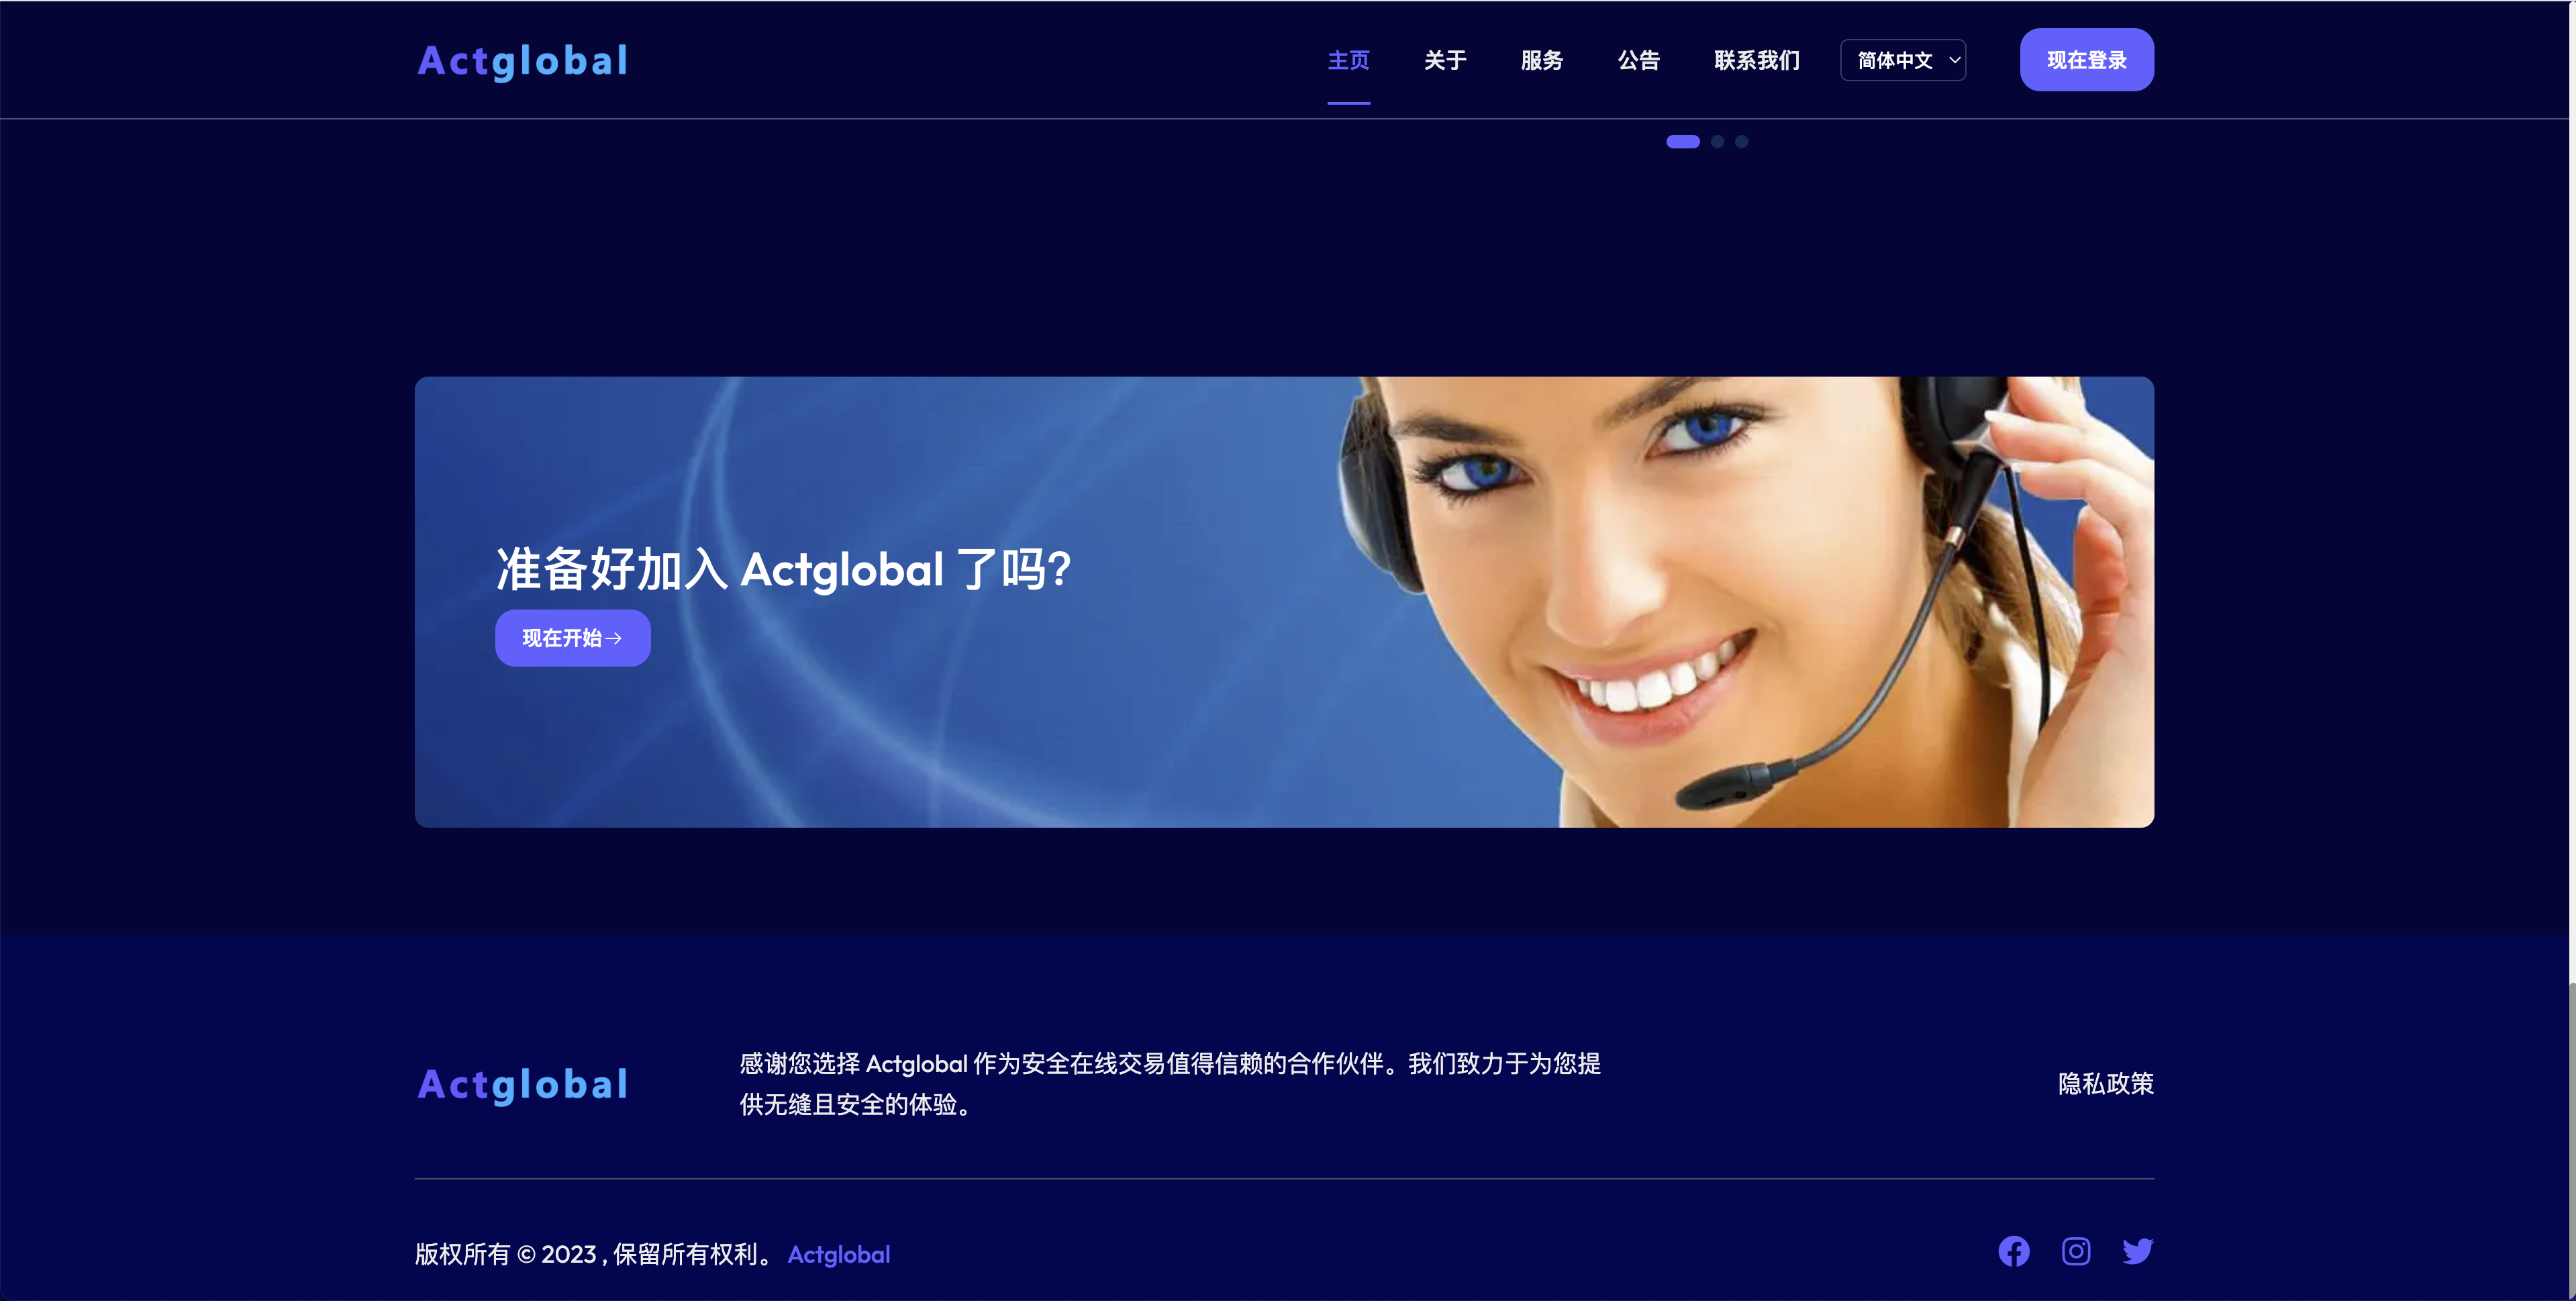 Actglobal
主页
关于
服务
公告
联系我们
简体中文
现在登录
准备好加入 Actglobal 了吗?
现在开始
Actglobal
感谢您选择 Actglobal 作为安全在线交易值得信赖的合作伙伴。我们致力于为您提
供无缝且安全的体验。
隐私政策
版权所有 © 2023 , 保留所有权利。 Actglobal